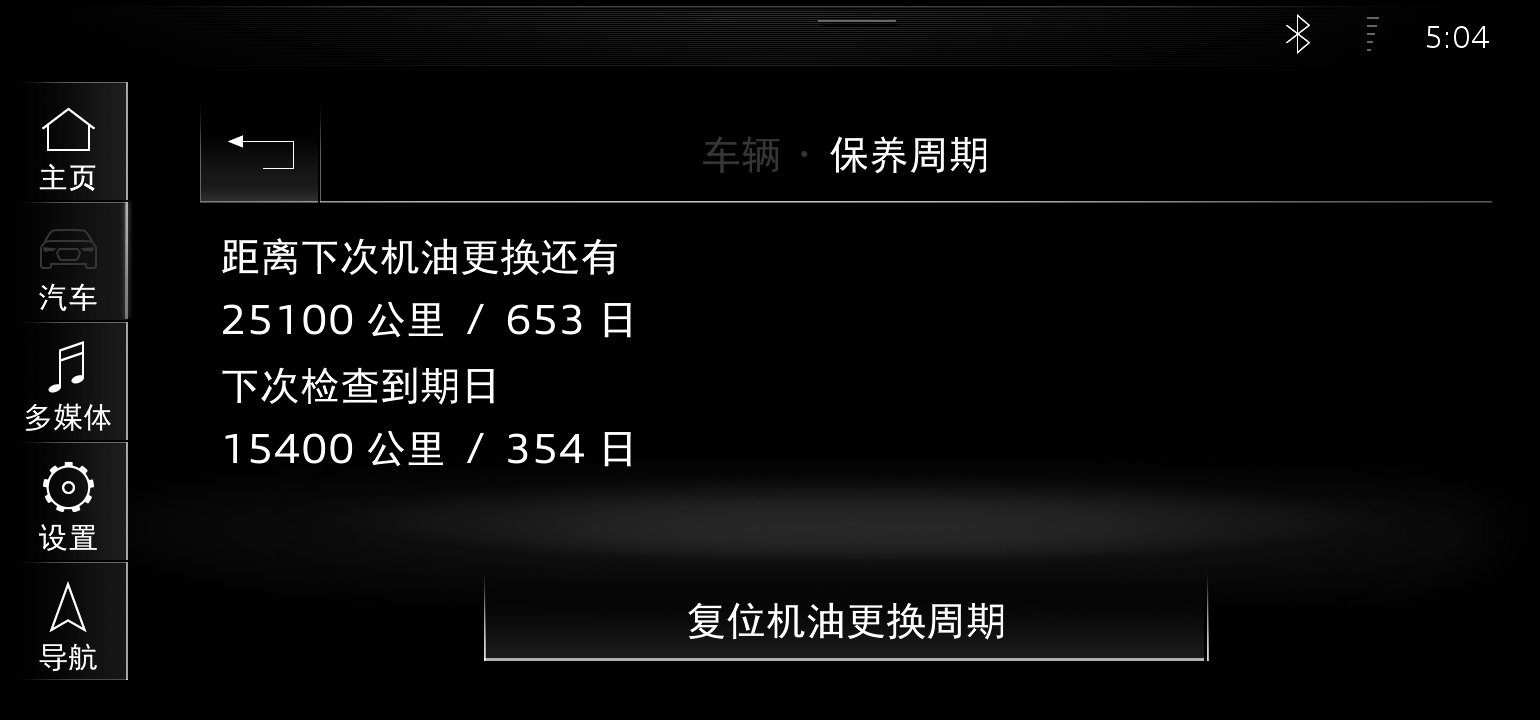 5:04
主页
汽车
多媒体
设置
导航
车辆 · 保养周期
距离下次机油更换还有
25100 公里 / 653 日
下次检查到期日
15400 公里 / 354 日
复位机油更换周期